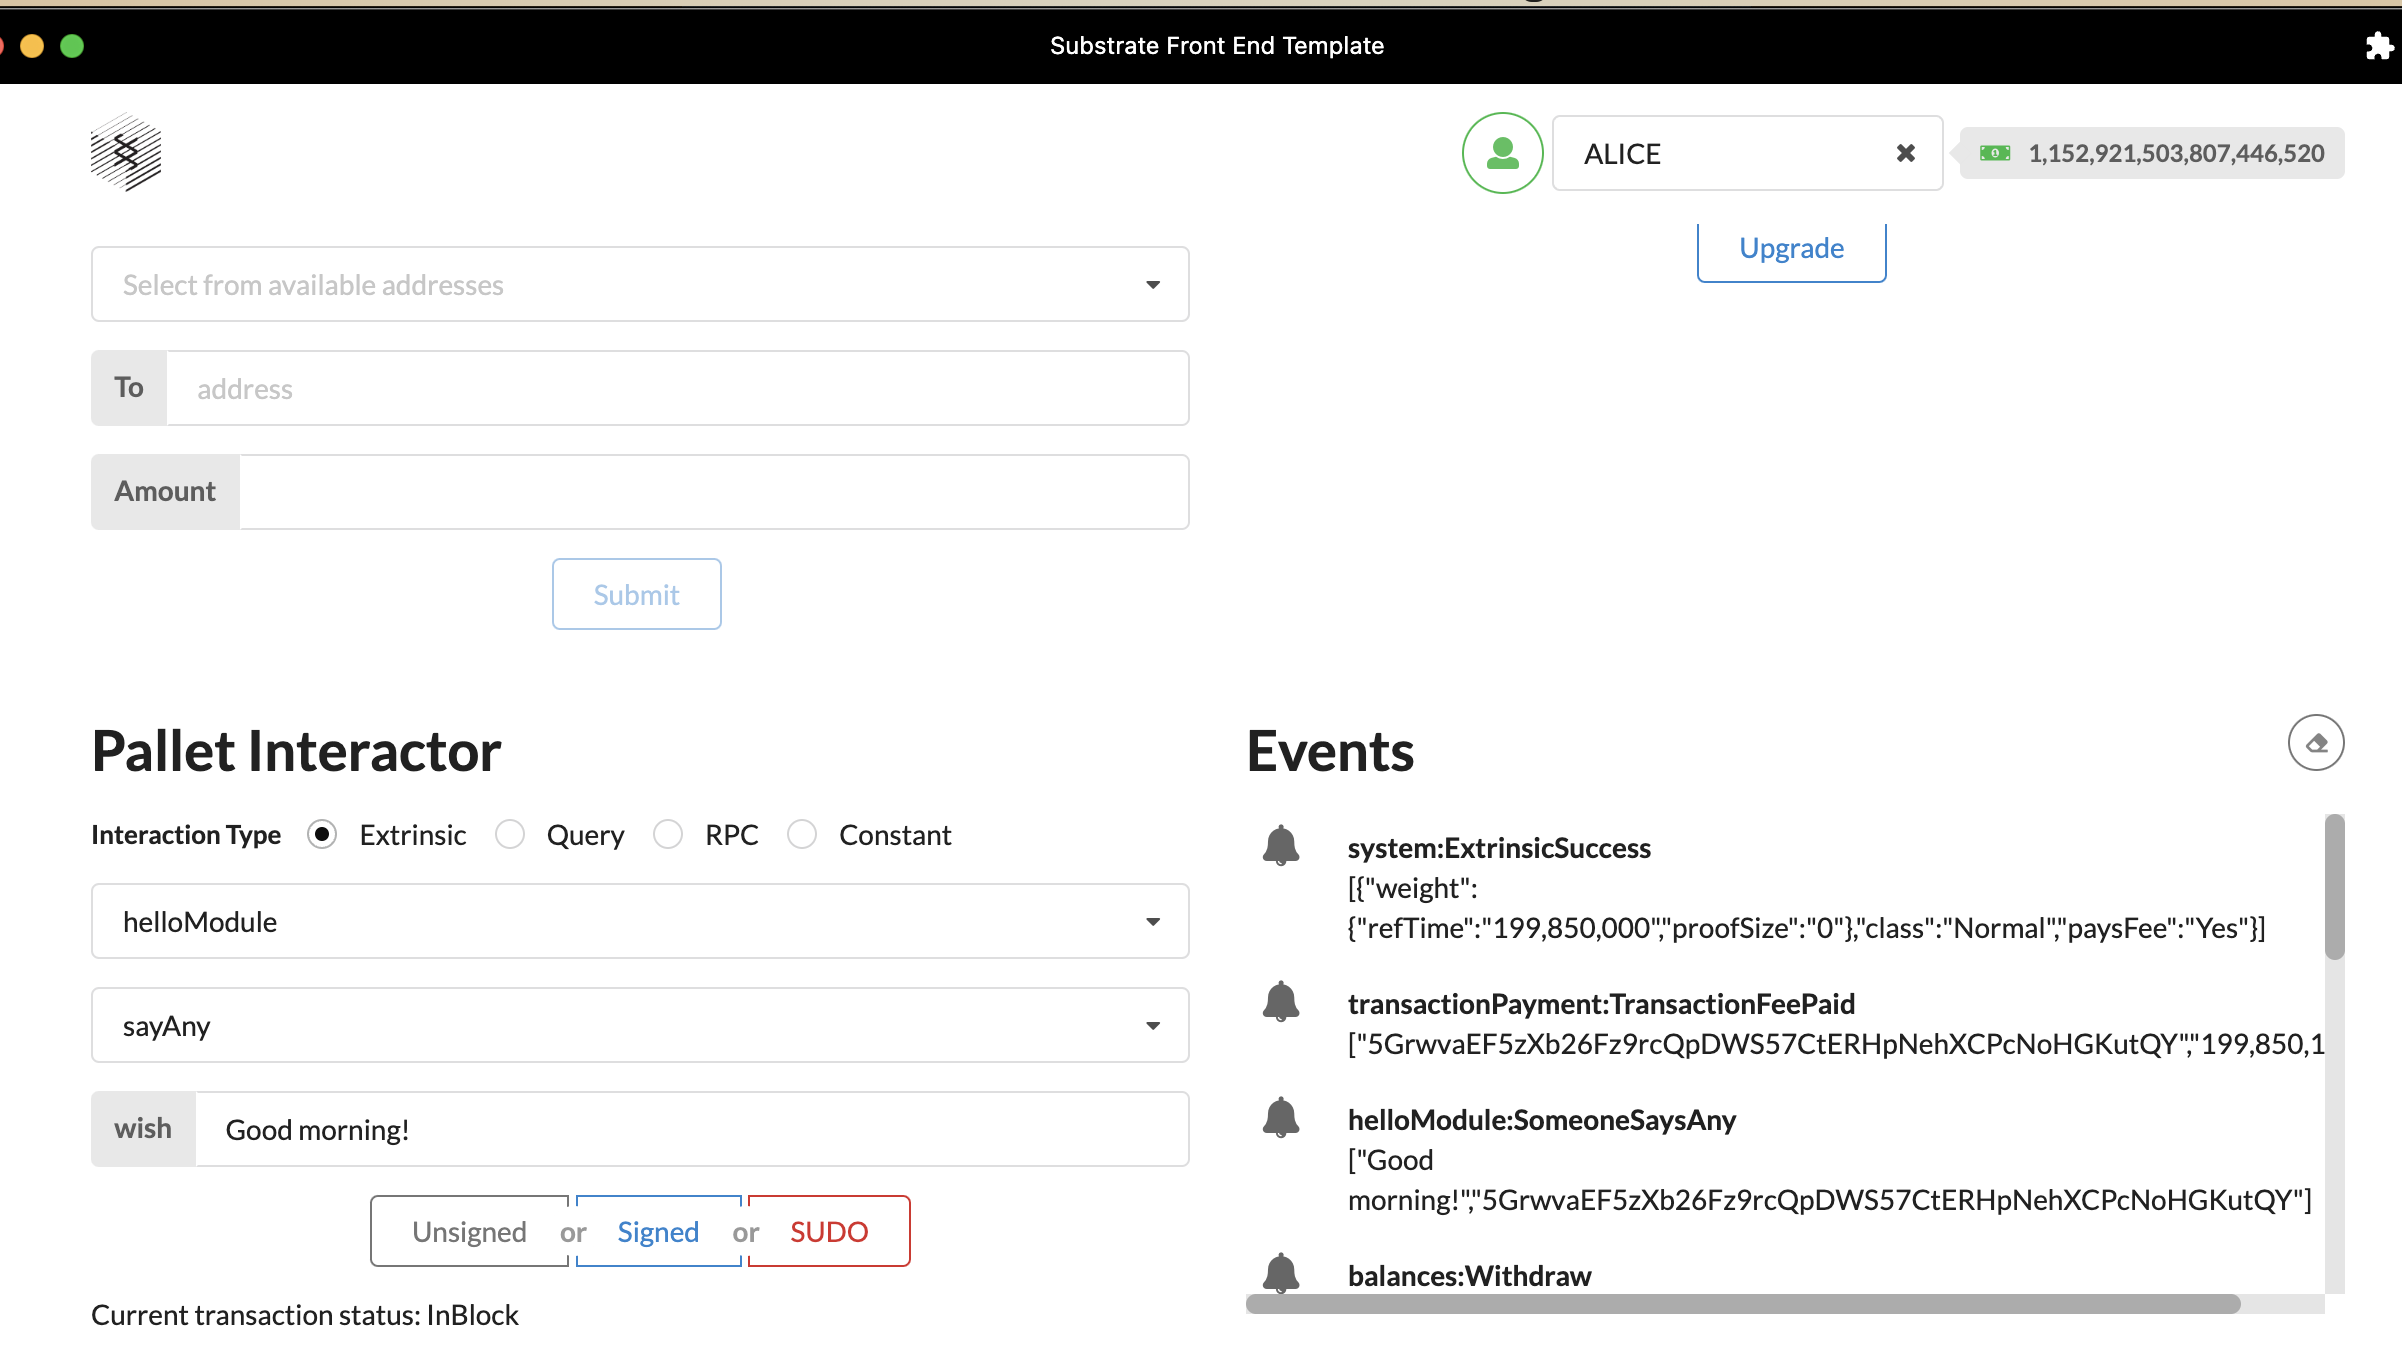 Substrate Front End Template
ALICE
1,152,921,503,807,446,520
Upgrade
Select from available addresses
To address
Amount
Submit
Pallet Interactor
Interaction Type Extrinsic Query RPC Constant
helloModule
sayAny
wish Good morning!
Unsigned or Signed or SUDO
Current transaction status: InBlock
Events
system:ExtrinsicSuccess
[{"weight":
{"refTime":"199,850,000","proofSize":"0"},"class":"Normal","paysFee":"Yes"}]
transactionPayment:TransactionFeePaid
["5GrwvaEF5zXb26Fz9rcQpDWS57CtERHpNehXCPcNoHGKutQY","199,850,1
helloModule:SomeoneSaysAny
["Good
morning!","5GrwvaEF5zXb26Fz9rcQpDWS57CtERHpNehXCPcNoHGKutQY"]
balances:Withdraw